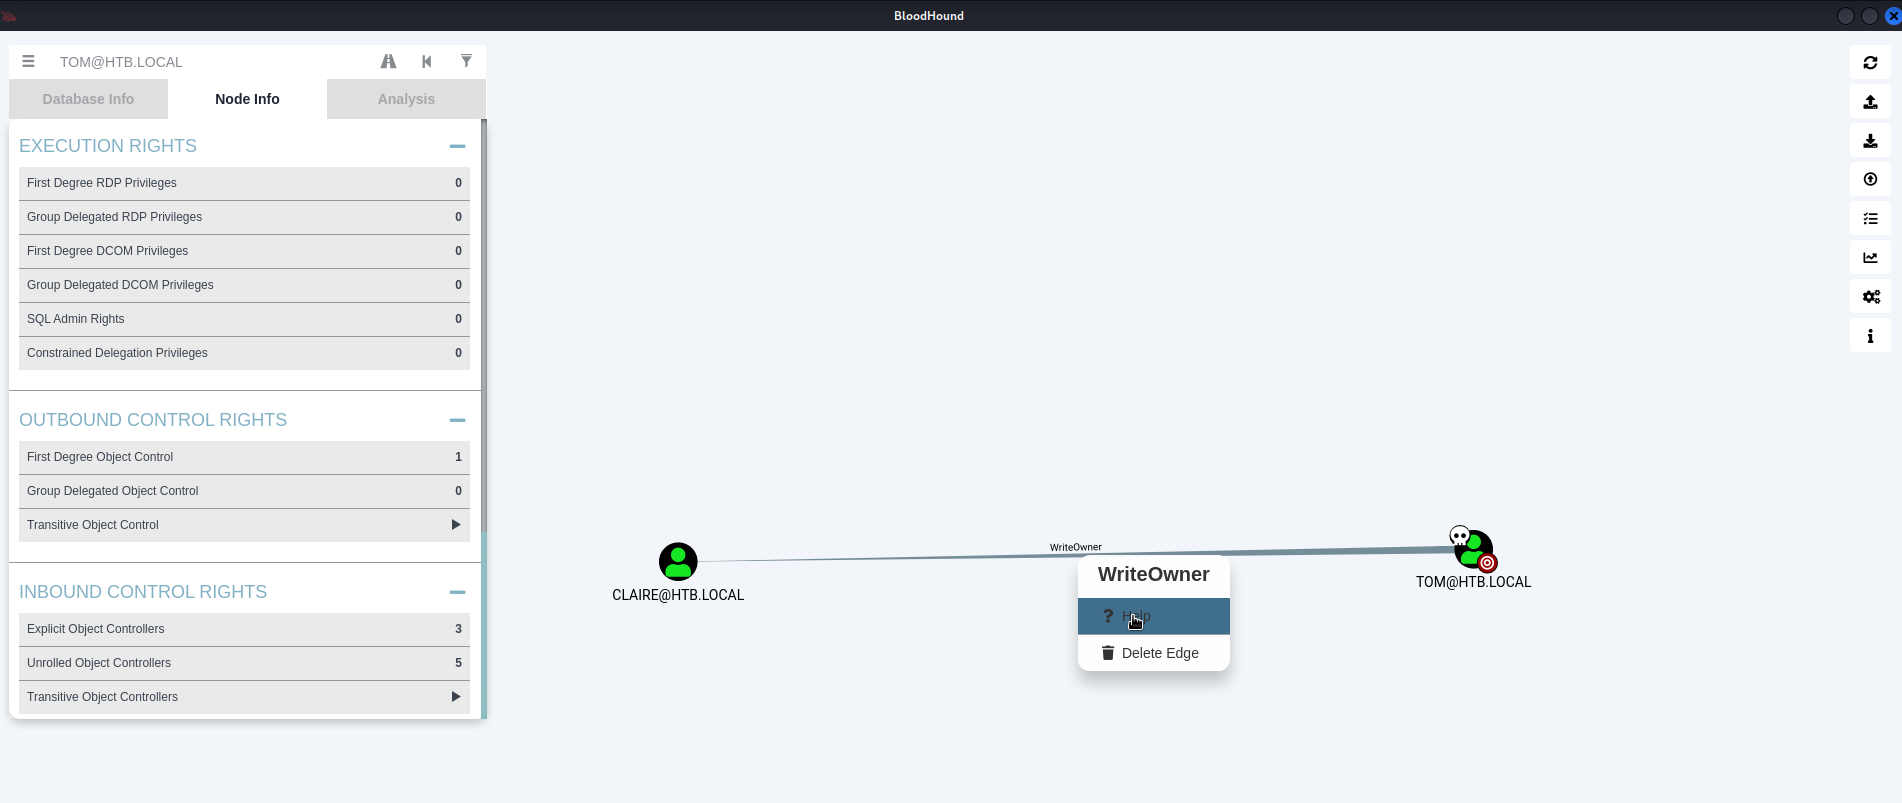 BloodHound
TOM@HTB.LOCAL
Database Info
Node Info
Analysis
EXECUTION RIGHTS
First Degree RDP Privileges 0
Group Delegated RDP Privileges 0
First Degree DCOM Privileges 0
Group Delegated DCOM Privileges 0
SQL Admin Rights 0
Constrained Delegation Privileges 0
OUTBOUND CONTROL RIGHTS
First Degree Object Control 1
Group Delegated Object Control 0
Transitive Object Control
INBOUND CONTROL RIGHTS
Explicit Object Controllers 3
Unrolled Object Controllers 5
Transitive Object Controllers
WriteOwner
CLAIRE@HTB.LOCAL
TOM@HTB.LOCAL
WriteOwner
? Help
Delete Edge